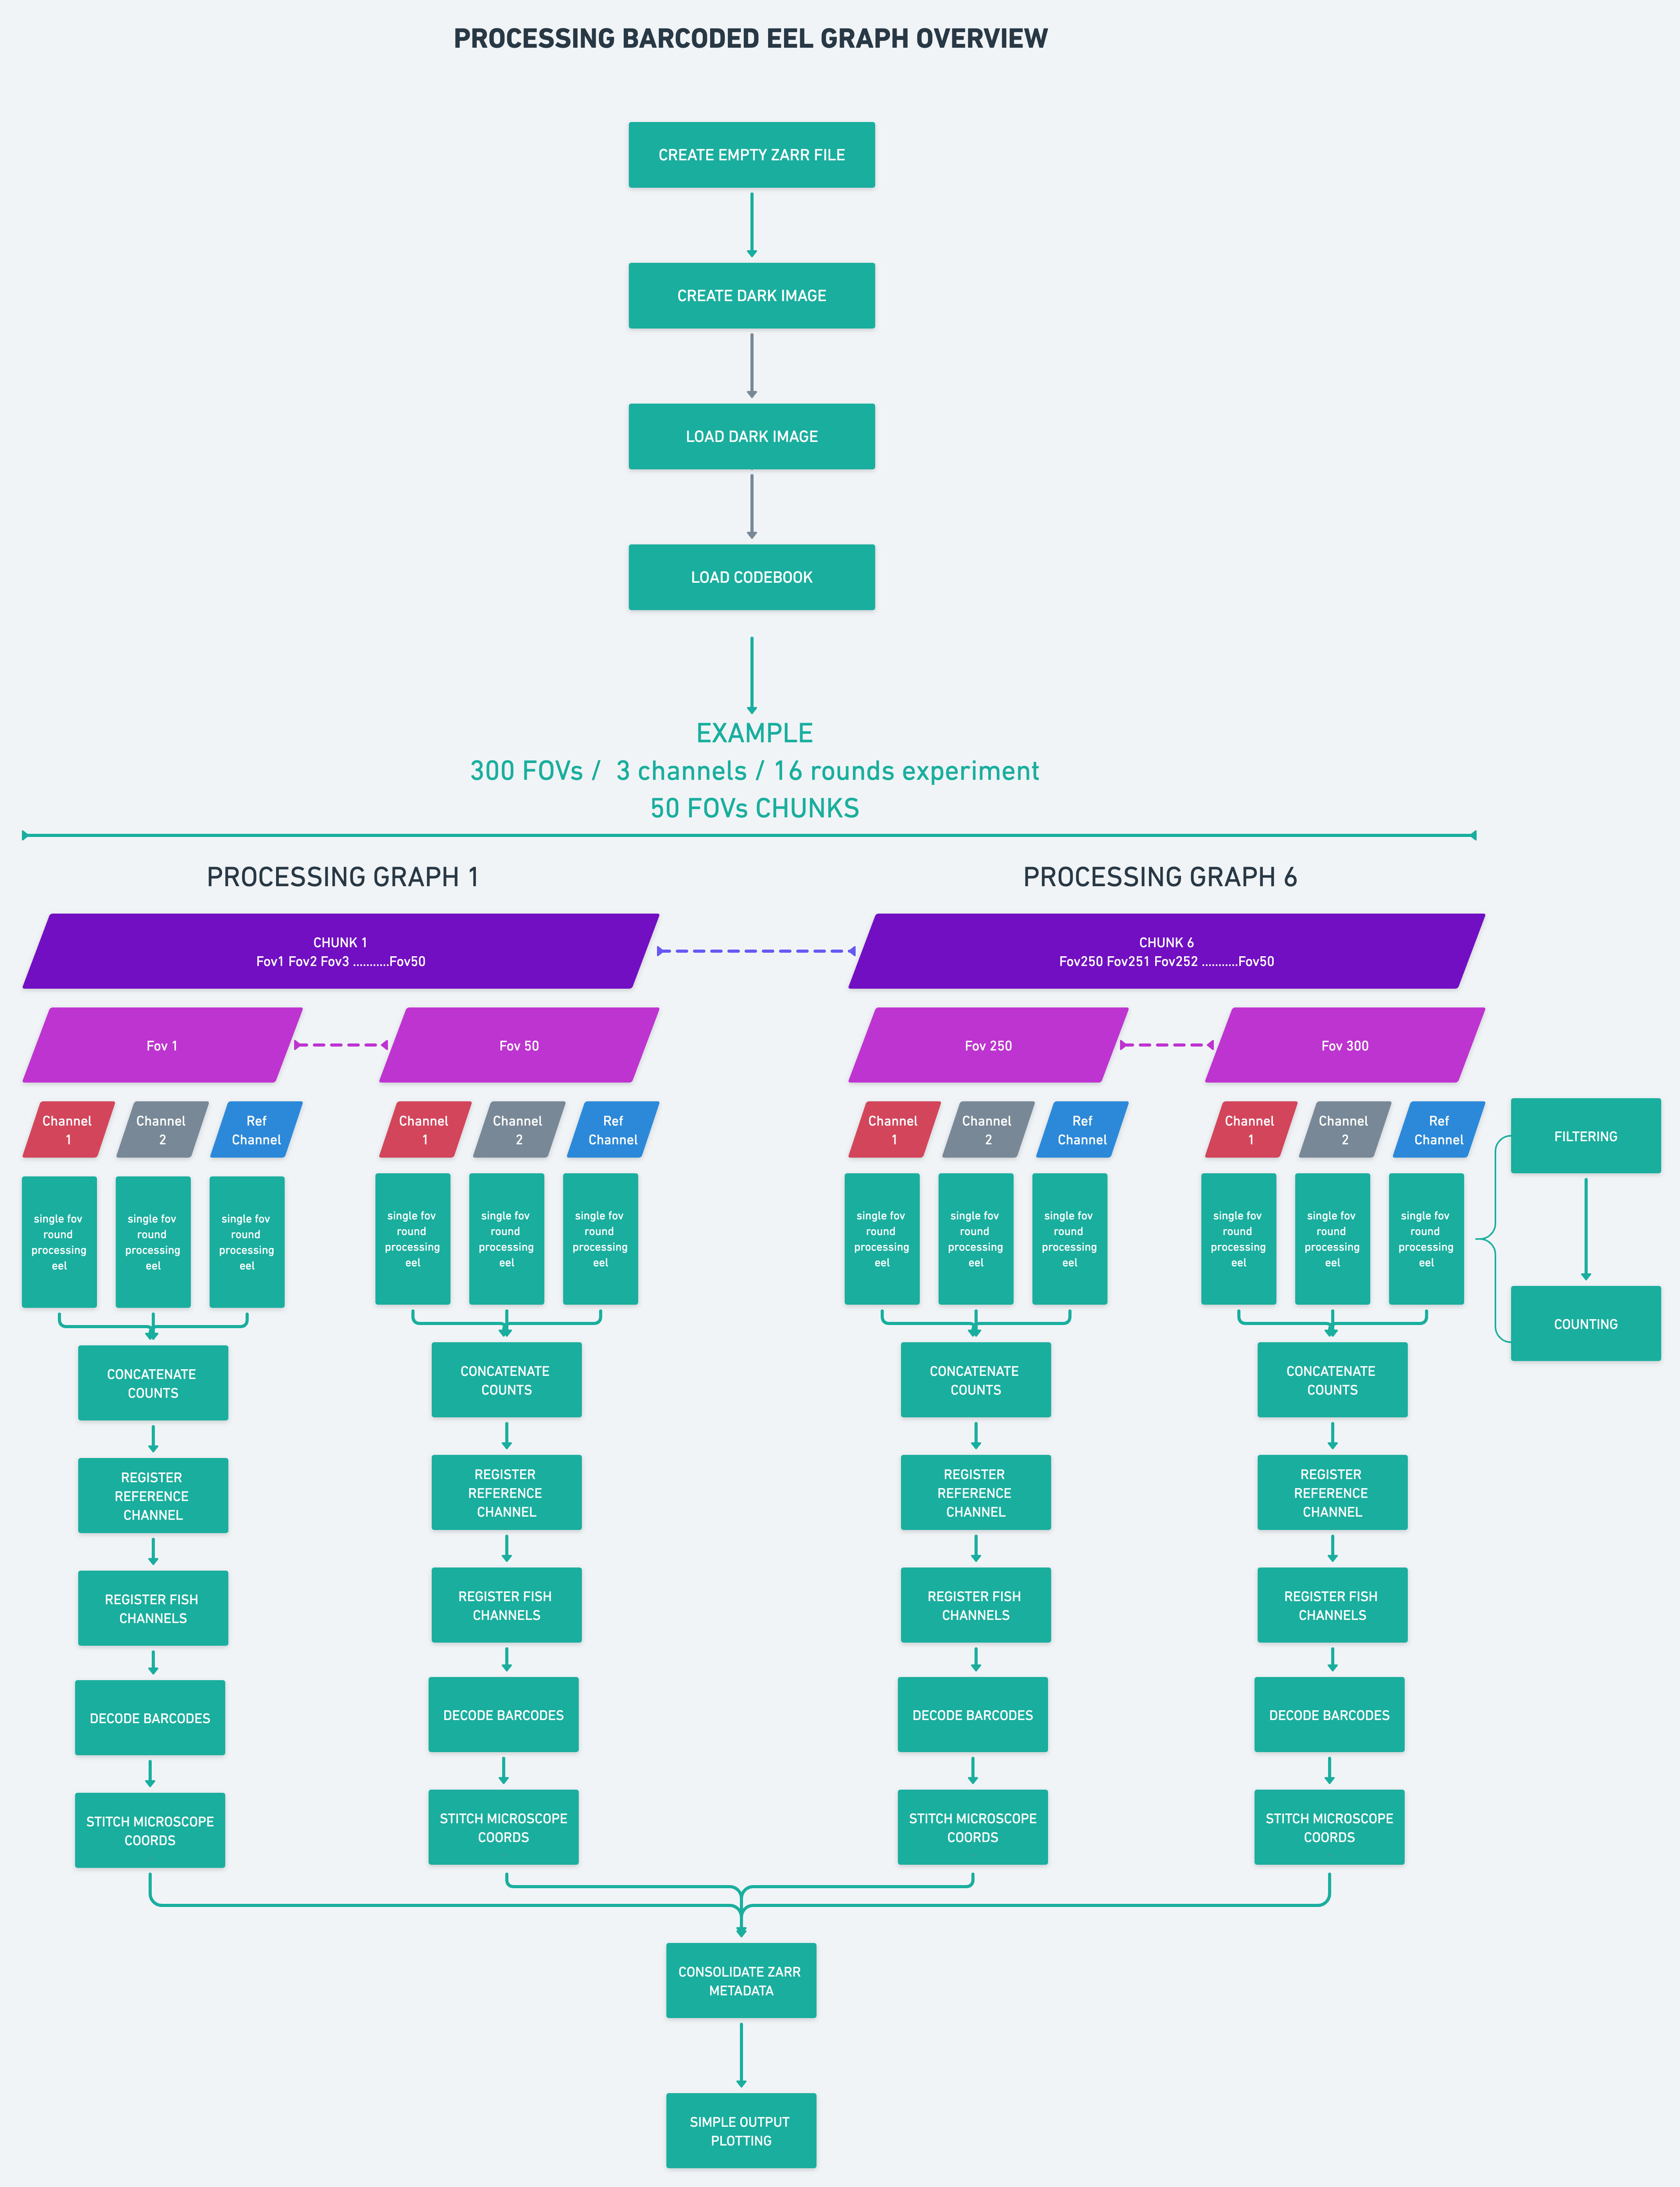 PROCESSING BARCODED EEL GRAPH OVERVIEW
CREATE EMPTY ZARR FILE
CREATE DARK IMAGE
LOAD DARK IMAGE
LOAD CODEBOOK
EXAMPLE
300 FOVs / 3 channels / 16 rounds experiment
50 FOVs CHUNKS
PROCESSING GRAPH 1
PROCESSING GRAPH 6
CHUNK 1
Fov1 Fov2 Fov3 ...........Fov50
CHUNK 6
Fov250 Fov251 Fov252 ...........Fov50
Fov 1
Fov 50
Fov 250
Fov 300
Channel
1
Channel
2
Ref
Channel
Channel
1
Channel
2
Ref
Channel
Channel
1
Channel
2
Ref
Channel
Channel
1
Channel
2
Ref
Channel
single fov
round
processing
eel
single fov
round
processing
eel
single fov
round
processing
eel
single fov
round
processing
eel
single fov
round
processing
eel
single fov
round
processing
eel
single fov
round
processing
eel
single fov
round
processing
eel
single fov
round
processing
eel
single fov
round
processing
eel
single fov
round
processing
eel
single fov
round
processing
eel
FILTERING
COUNTING
CONCATENATE
COUNTS
CONCATENATE
COUNTS
CONCATENATE
COUNTS
CONCATENATE
COUNTS
REGISTER
REFERENCE
CHANNEL
REGISTER
REFERENCE
CHANNEL
REGISTER
REFERENCE
CHANNEL
REGISTER
REFERENCE
CHANNEL
REGISTER FISH
CHANNELS
REGISTER FISH
CHANNELS
REGISTER FISH
CHANNELS
REGISTER FISH
CHANNELS
DECODE BARCODES
DECODE BARCODES
DECODE BARCODES
DECODE BARCODES
STITCH MICROSCOPE
COORDS
STITCH MICROSCOPE
COORDS
STITCH MICROSCOPE
COORDS
STITCH MICROSCOPE
COORDS
CONSOLIDATE ZARR
METADATA
SIMPLE OUTPUT
PLOTTING